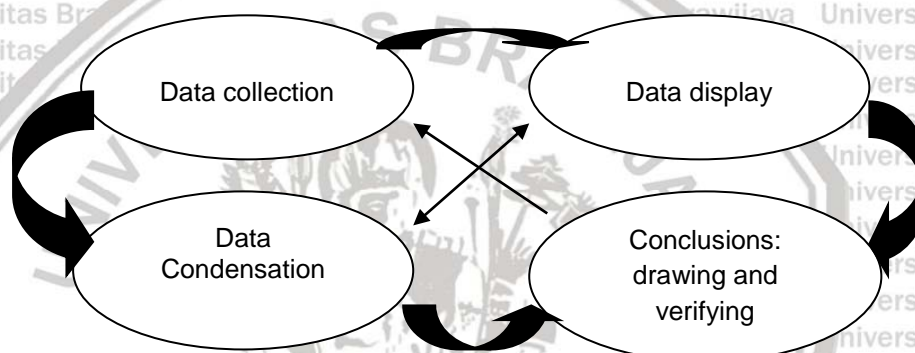 Data collection
Data display
Data
Condensation
Conclusions:
drawing and
verifying